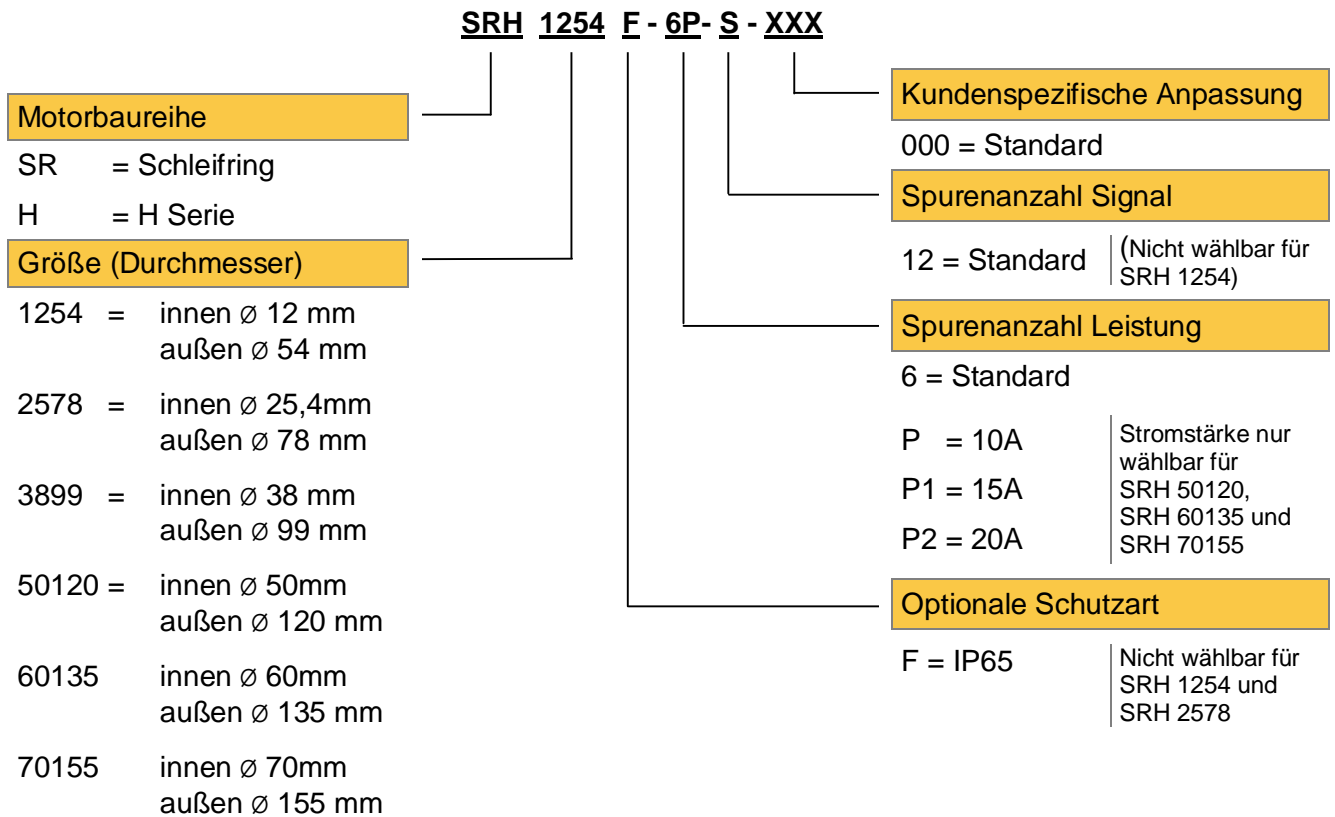 SRH 1254 F - 6P- S - XXX
Motorbaureihe
SR = Schleifring
H = H Serie
Größe (Durchmesser)
1254 = innen ⌀ 12 mm
außen ⌀ 54 mm
2578 = innen ⌀ 25,4mm
außen ⌀ 78 mm
3899 = innen ⌀ 38 mm
außen ⌀ 99 mm
50120 = innen ⌀ 50mm
außen ⌀ 120 mm
60135 innen ⌀ 60mm
außen ⌀ 135 mm
70155 innen ⌀ 70mm
außen ⌀ 155 mm
Kundenspezifische Anpassung
000 = Standard
Spurenanzahl Signal
12 = Standard
(Nicht wählbar für
SRH 1254)
Spurenanzahl Leistung
6 = Standard
P = 10A
P1 = 15A
P2 = 20A
Stromstärke nur
wählbar für
SRH 50120,
SRH 60135 und
SRH 70155
Optionale Schutzart
F = IP65
Nicht wählbar für
SRH 1254 und
SRH 2578